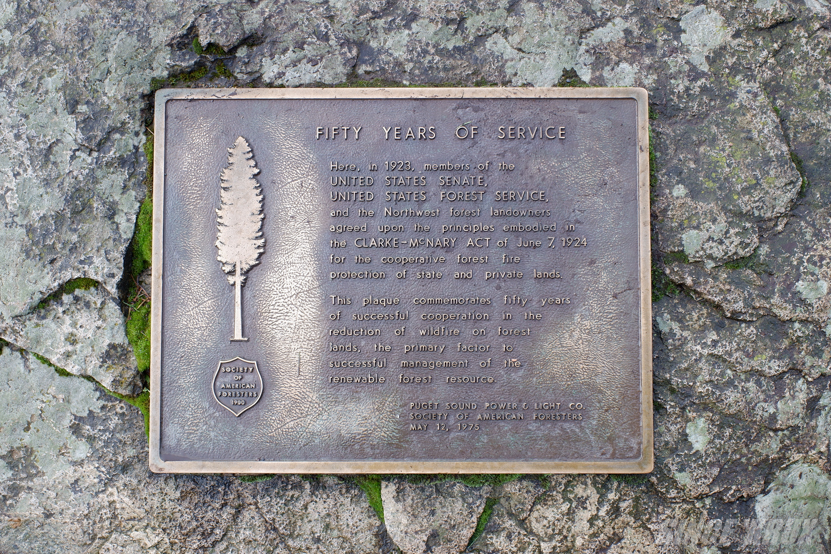 FIFTY YEARS OF SERVICE
Here, in 1923, members of the
UNITED STATES SENATE,
UNITED STATES FOREST SERVICE,
and the Northwest forest landowners
agreed upon the principles embodied in
the CLARKE-McNARY ACT of June 7, 1924
for the cooperative forest fire
protection of state and private lands.
This plaque commemorates fifty years
of successful cooperation in the
reduction of wildfire on forest
lands, the primary factor to
successful management of the
renewable forest resource.
SOCIETY
OF
AMERICAN
FORESTERS
1900
PUGET SOUND POWER & LIGHT CO.
SOCIETY OF AMERICAN FORESTERS
MAY 12, 1975
SINCE WROX